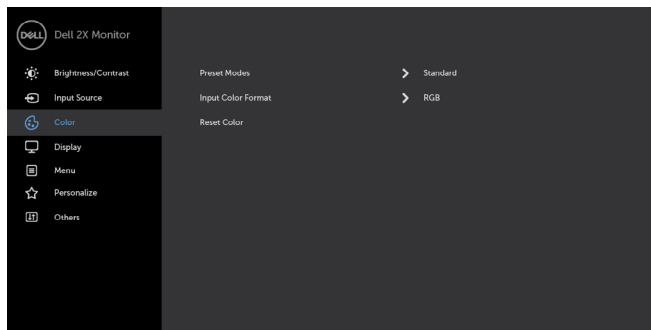 DELL Dell 2X Monitor
Brightness/Contrast Preset Modes Standard
Input Source Input Color Format RGB
Color Reset Color
Display
Menu
Personalize
Others